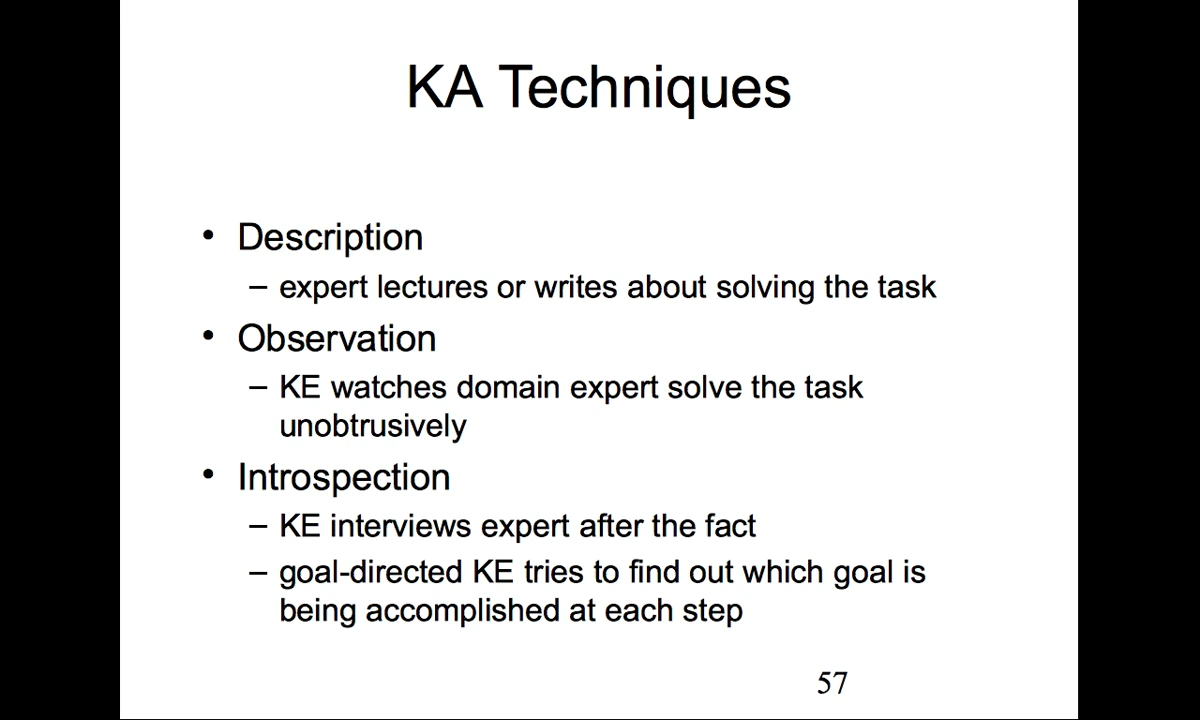 KA Techniques
• Description
– expert lectures or writes about solving the task
• Observation
– KE watches domain expert solve the task
unobtrusively
• Introspection
– KE interviews expert after the fact
– goal-directed KE tries to find out which goal is
being accomplished at each step
57